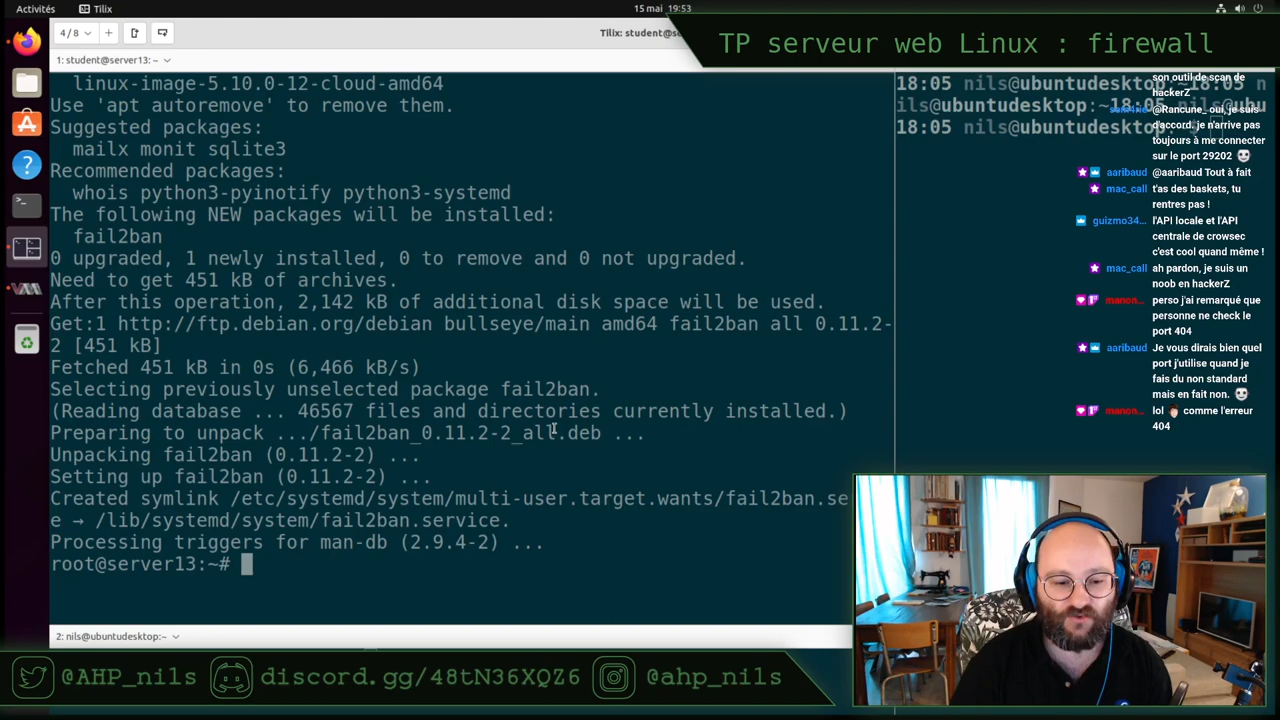 Activités
Tilix
15 mai 19:53
4/8
Tilix: student@se
TP serveur web Linux : firewall
1: student@server13: ~
linux-image-5.10.0-12-cloud-amd64
Use 'apt autoremove' to remove them.
Suggested packages:
mailx monit sqlite3
Recommended packages:
whois python3-pyinotify python3-systemd
The following NEW packages will be installed:
fail2ban
0 upgraded, 1 newly installed, 0 to remove and 0 not upgraded.
Need to get 451 kB of archives.
After this operation, 2,142 kB of additional disk space will be used.
Get:1 http://ftp.debian.org/debian bullseye/main amd64 fail2ban all 0.11.2-
2 [451 kB]
Fetched 451 kB in 0s (6,466 kB/s)
Selecting previously unselected package fail2ban.
(Reading database ... 46567 files and directories currently installed.)
Preparing to unpack .../fail2ban_0.11.2-2_all.deb ...
Unpacking fail2ban (0.11.2-2) ...
Setting up fail2ban (0.11.2-2) ...
Created symlink /etc/systemd/system/multi-user.target.wants/fail2ban.se
e → /lib/systemd/system/fail2ban.service.
Processing triggers for man-db (2.9.4-2) ...
root@server13:~#
2: nils@ubuntudesktop:~
18:05 nils@ubuntudesktop:~18:05 n
ils@ubuntudesktop:~18:05 nils@ubu
18:05 nils@ubuntudesktop:~
son outil de scan de
hackerZ
@Rancune_ oui, je suis
d'accord. je n'arrive pas
toujours à me connecter
sur le port 29202
aaribaud @aaribaud Tout à fait
mac_call t'as des baskets, tu
rentres pas !
guizmo34... l'API locale et l'API
centrale de crowsec
c'est cool quand même !
mac_call ah pardon, je suis un
noob en hackerZ
manon... perso j'ai remarqué que
personne ne check le
port 404
aaribaud Je vous dirais bien quel
port j'utilise quand je
fais du non standard
mais en fait non.
manon... lol comme l'erreur
404
@AHP_nils
discord.gg/48tN36XQZ6
@ahp_nils